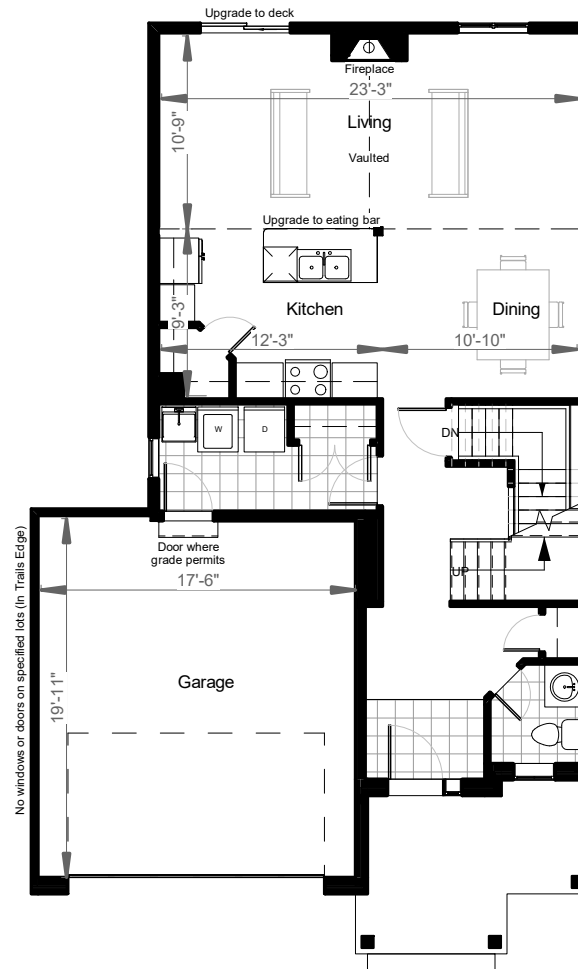 Upgrade to deck
Fireplace
23'-3"
Living
10'-9"
Vaulted
Upgrade to eating bar
9'-3"
Kitchen
Dining
12'-3"
10'-10"
W
D
DN
UP
Door where
grade permits
17'-6"
No windows or doors on specified lots (In Trails Edge)
19'-11"
Garage